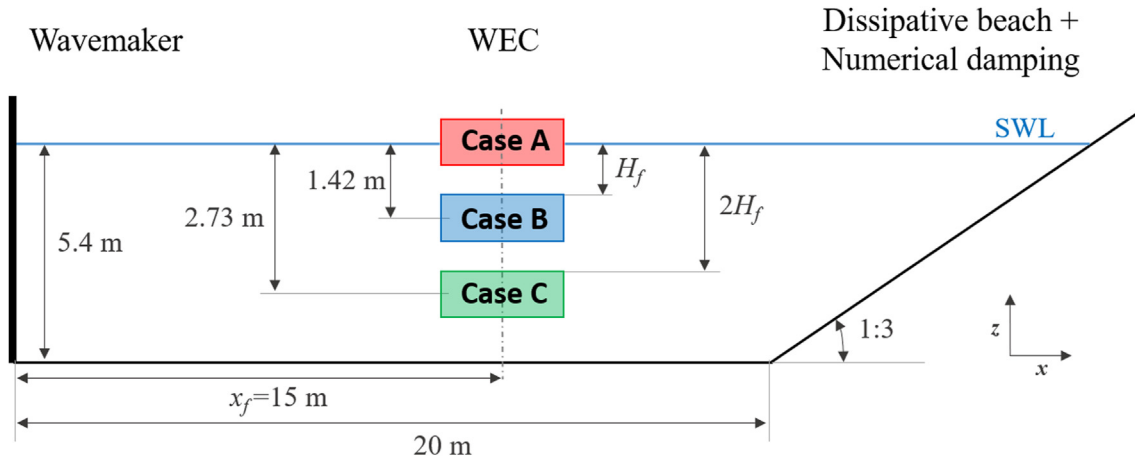 Wavemaker
WEC
Dissipative beach +
Numerical damping
SWL
Case A
1.42 m
H_f
Case B
2.73 m
2H_f
5.4 m
Case C
1:3
z
x
x_f=15 m
20 m